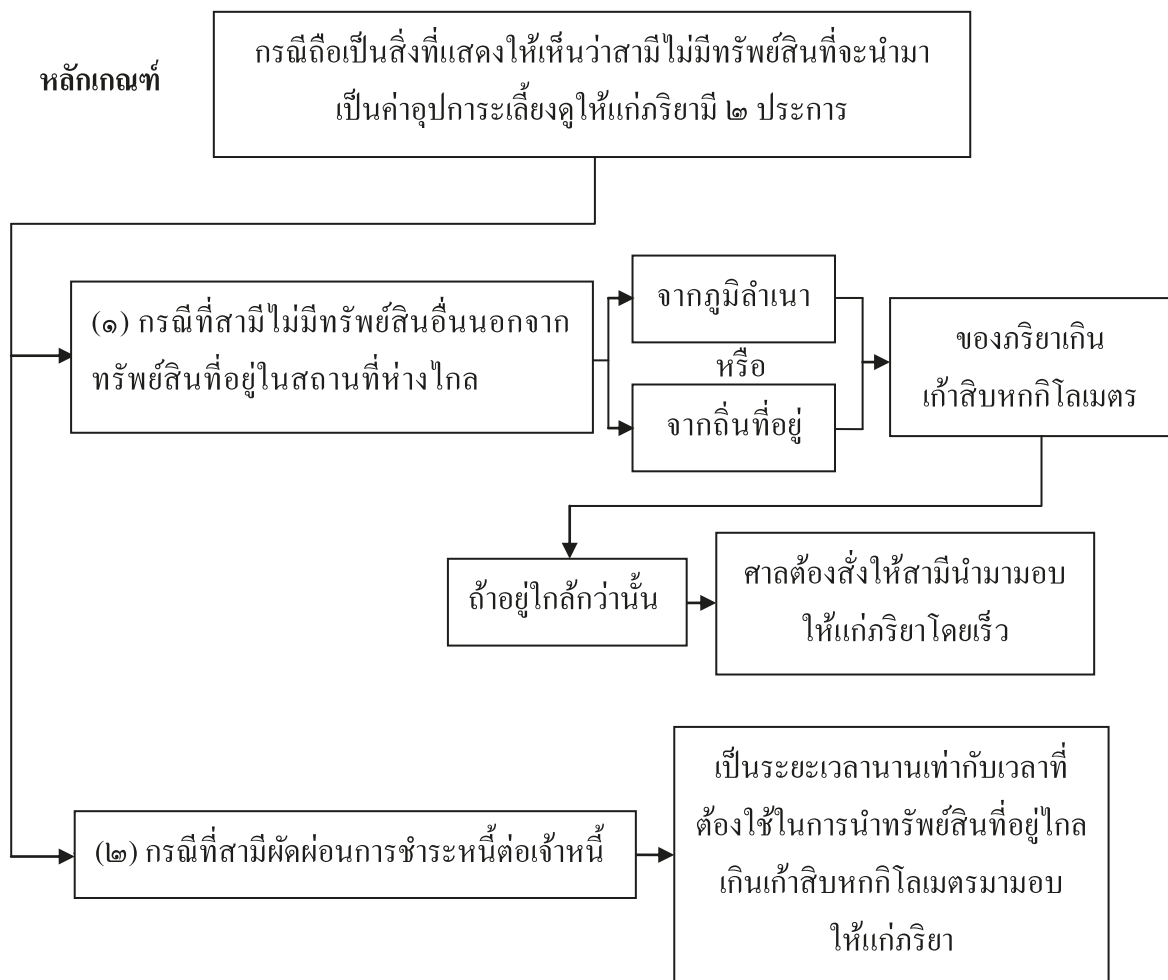 หลักเกณฑ์
กรณีถือเป็นสิ่งที่แสดงให้เห็นว่าสามีไม่มีทรัพย์สินที่จะนำมา
เป็นค่าอุปการะเลี้ยงดูให้แก่ภริยามี ๒ ประการ
(๑) กรณีที่สามีไม่มีทรัพย์สินอื่นนอกจาก
ทรัพย์สินที่อยู่ในสถานที่ห่างไกล
จากภูมิลำเนา
หรือ
จากถิ่นที่อยู่
ของภริยาเกิน
เก้าสิบหกกิโลเมตร
ถ้าอยู่ใกล้กว่านั้น
ศาลต้องสั่งให้สามีนำมามอบ
ให้แก่ภริยาโดยเร็ว
(๒) กรณีที่สามีผัดผ่อนการชำระหนี้ต่อเจ้าหนี้
เป็นระยะเวลานานเท่ากับเวลาที่
ต้องใช้ในการนำทรัพย์สินที่อยู่ไกล
เกินเก้าสิบหกกิโลเมตรมามอบ
ให้แก่ภริยา